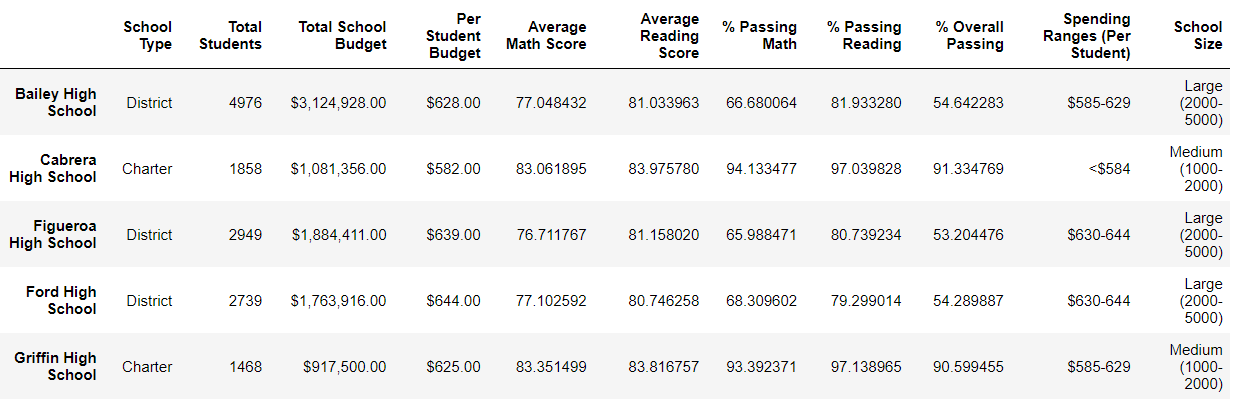 School Type Total Students Total School Budget Per Student Budget Average Math Score Average Reading Score % Passing Math % Passing Reading % Overall Passing Spending Ranges (Per Student) School Size
Bailey High School District 4976 $3,124,928.00 $628.00 77.048432 81.033963 66.680064 81.933280 54.642283 $585-629 Large (2000-5000)
Cabrera High School Charter 1858 $1,081,356.00 $582.00 83.061895 83.975780 94.133477 97.039828 91.334769 <$584 Medium (1000-2000)
Figueroa High School District 2949 $1,884,411.00 $639.00 76.711767 81.158020 65.988471 80.739234 53.204476 $630-644 Large (2000-5000)
Ford High School District 2739 $1,763,916.00 $644.00 77.102592 80.746258 68.309602 79.299014 54.289887 $630-644 Large (2000-5000)
Griffin High School Charter 1468 $917,500.00 $625.00 83.351499 83.816757 93.392371 97.138965 90.599455 $585-629 Medium (1000-2000)